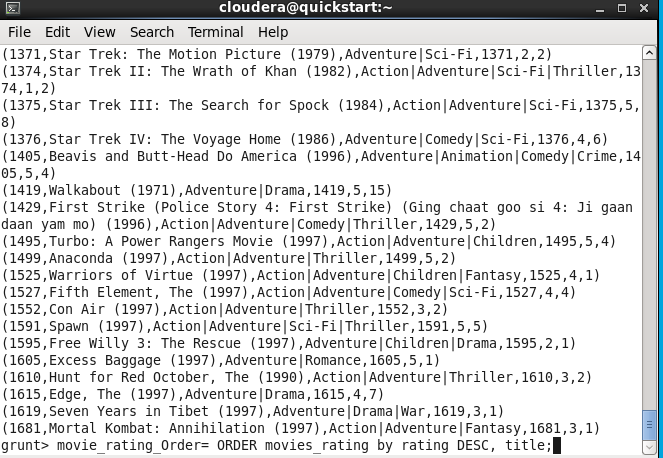 cloudera@quickstart:~
File Edit View Search Terminal Help
(1371,Star Trek: The Motion Picture (1979),Adventure|Sci-Fi,1371,2,2)
(1374,Star Trek II: The Wrath of Khan (1982),Action|Adventure|Sci-Fi|Thriller,13
74,1,2)
(1375,Star Trek III: The Search for Spock (1984),Action|Adventure|Sci-Fi,1375,5,
8)
(1376,Star Trek IV: The Voyage Home (1986),Adventure|Comedy|Sci-Fi,1376,4,6)
(1405,Beavis and Butt-Head Do America (1996),Adventure|Animation|Comedy|Crime,14
05,5,4)
(1419,Walkabout (1971),Adventure|Drama,1419,5,15)
(1429,First Strike (Police Story 4: First Strike) (Ging chaat goo si 4: Ji gaan
daan yam mo) (1996),Action|Adventure|Comedy|Thriller,1429,5,2)
(1495,Turbo: A Power Rangers Movie (1997),Action|Adventure|Children,1495,5,4)
(1499,Anaconda (1997),Action|Adventure|Thriller,1499,5,2)
(1525,Warriors of Virtue (1997),Action|Adventure|Children|Fantasy,1525,4,1)
(1527,Fifth Element, The (1997),Action|Adventure|Comedy|Sci-Fi,1527,4,4)
(1552,Con Air (1997),Action|Adventure|Thriller,1552,3,2)
(1591,Spawn (1997),Action|Adventure|Sci-Fi|Thriller,1591,5,5)
(1595,Free Willy 3: The Rescue (1997),Adventure|Children|Drama,1595,2,1)
(1605,Excess Baggage (1997),Adventure|Romance,1605,5,1)
(1610,Hunt for Red October, The (1990),Action|Adventure|Thriller,1610,3,2)
(1615,Edge, The (1997),Adventure|Drama,1615,4,7)
(1619,Seven Years in Tibet (1997),Adventure|Drama|War,1619,3,1)
(1681,Mortal Kombat: Annihilation (1997),Action|Adventure|Fantasy,1681,3,1)
grunt> movie_rating_Order= ORDER movies_rating by rating DESC, title;